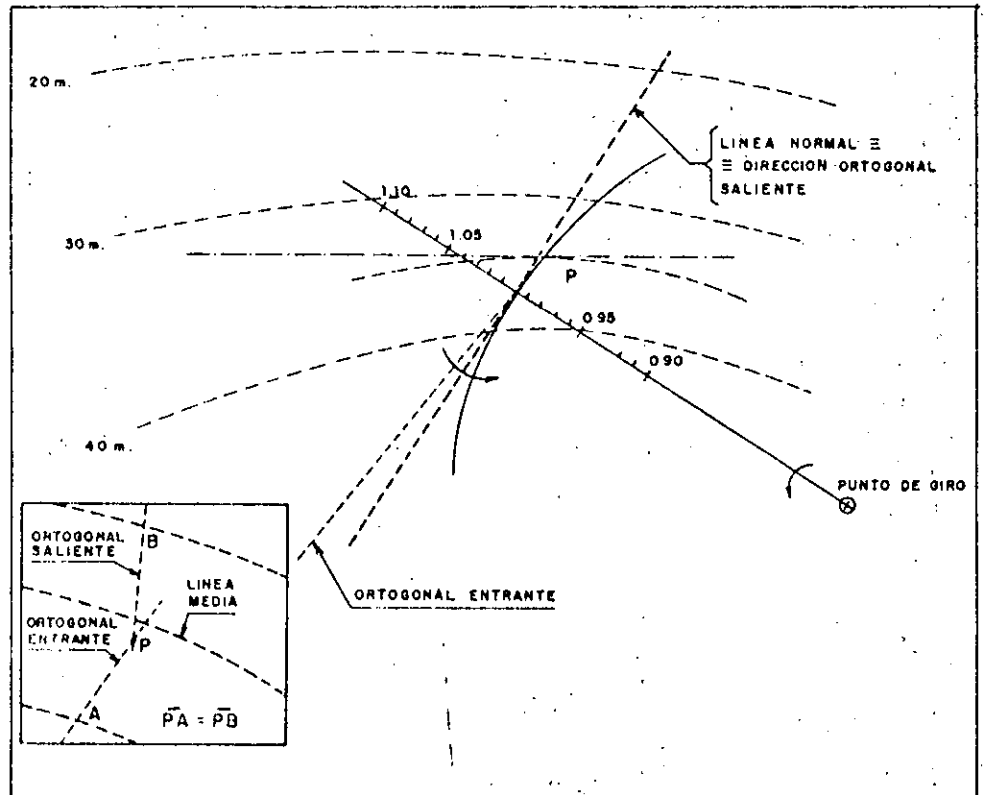 20 m.
LINEA NORMAL ≡
≡ DIRECCION ORTOGONAL
SALIENTE
1.10
1.05
30 m.
P
0.95
0.90
40 m.
PUNTO DE GIRO
ORTOGONAL ENTRANTE
ORTOGONAL
SALIENTE
B
LINEA
MEDIA
ORTOGONAL
ENTRANTE
P
A
PA = PB